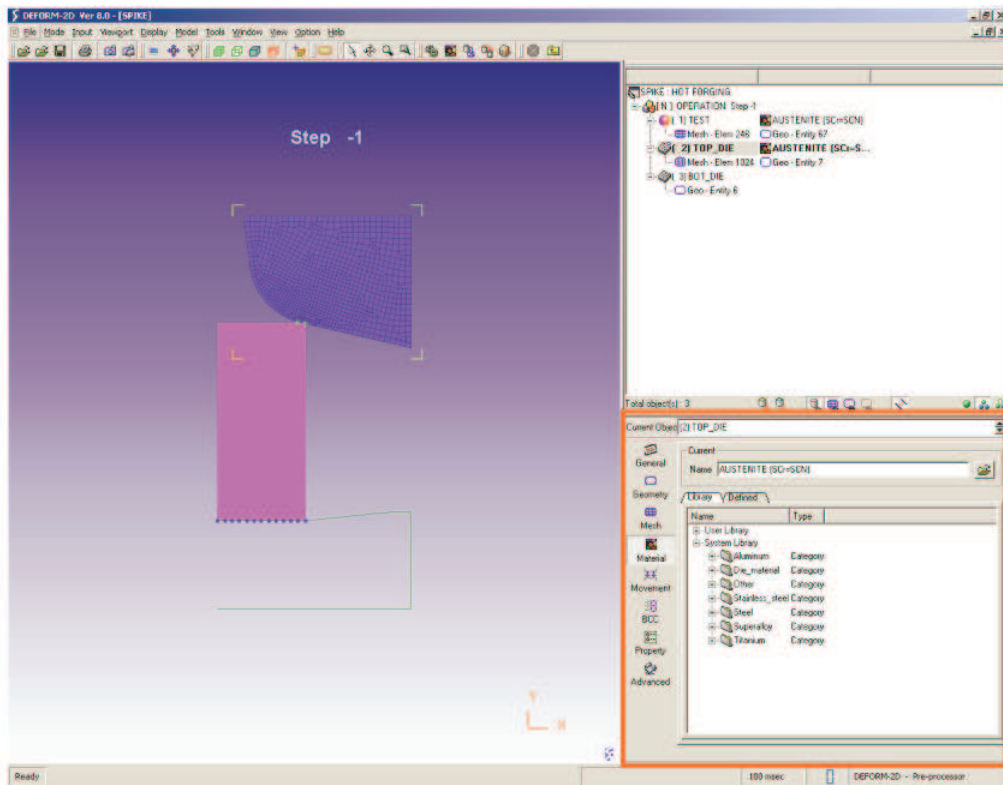 DEFORM-2D Ver 8.0 - [SPIKE]
File Mode Input Viewport Display Model Tools Window View Option Help
Step -1
SPIKE : HOT FORGING
[ N ] OPERATION Step -1
( 1) TEST AUSTENITE (SCr=SCN)
Mesh - Elem 246 Geo - Entity 67
( 2) TOP_DIE AUSTENITE (SCr=S...
Mesh - Elem 1024 Geo - Entity 7
( 3) BOT_DIE
Geo - Entity 6
Total object(s) : 3
Current Objec (2) TOP_DIE
General
Geometry
Mesh
Material
Movement
BCC
Property
Advanced
Current
Name AUSTENITE (SCr=SCN)
Library Defined
Name Type
User Library
System Library
Aluminum Category
Die_material Category
Other Category
Stainless_steel Category
Steel Category
Superalloy Category
Titanium Category
Y
X
Ready
100 msec
DEFORM-2D - Pre-processor